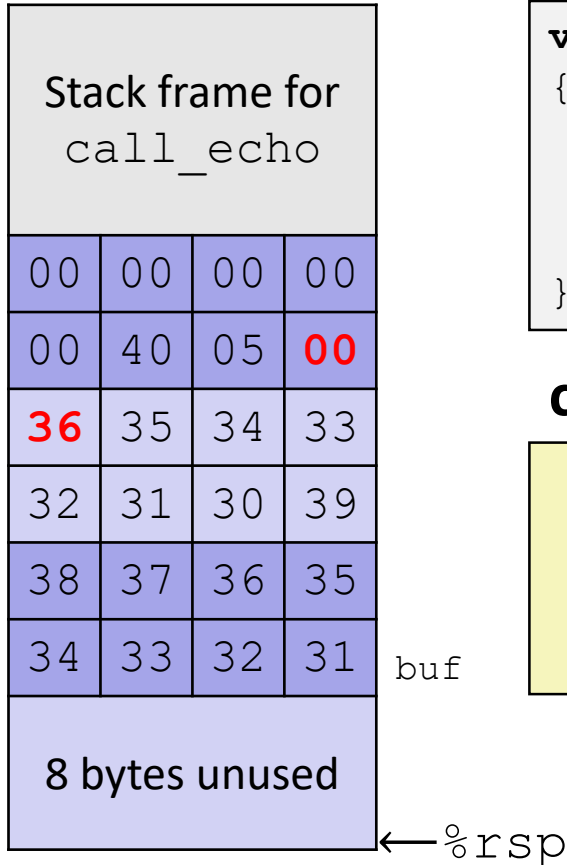 Stack frame for
call_echo
00 00 00 00
00 40 05 00
36 35 34 33
32 31 30 39
38 37 36 35
34 33 32 31
buf
8 bytes unused
←%rsp
v
{
}